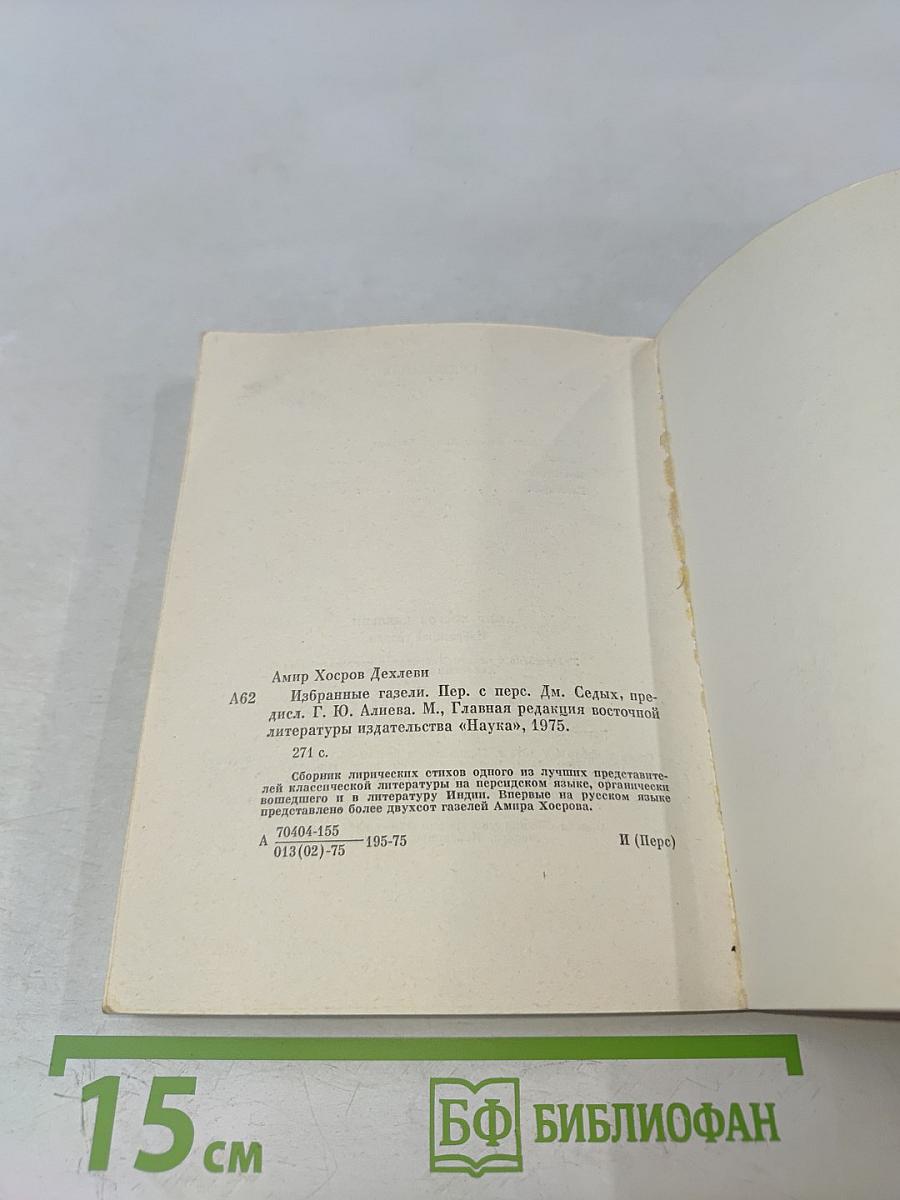 Амир Хосров Дехлеви
А62 Избранные газели. Пер. с перс. Дм. Седых, пре-
дисл. Г. Ю. Алиева. М., Главная редакция восточной
литературы издательства «Наука», 1975.
271 с.
Сборник лирических стихов одного из лучших представите-
лей классической литературы на персидском языке, органически
вошедшего и в литературу Индии. Впервые на русском языке
представлено более двухсот газелей Амира Хосрова.
А 70404-155
013(02)-75 195-75 И (Перс)
15 см
БФ БИБЛИОФАН